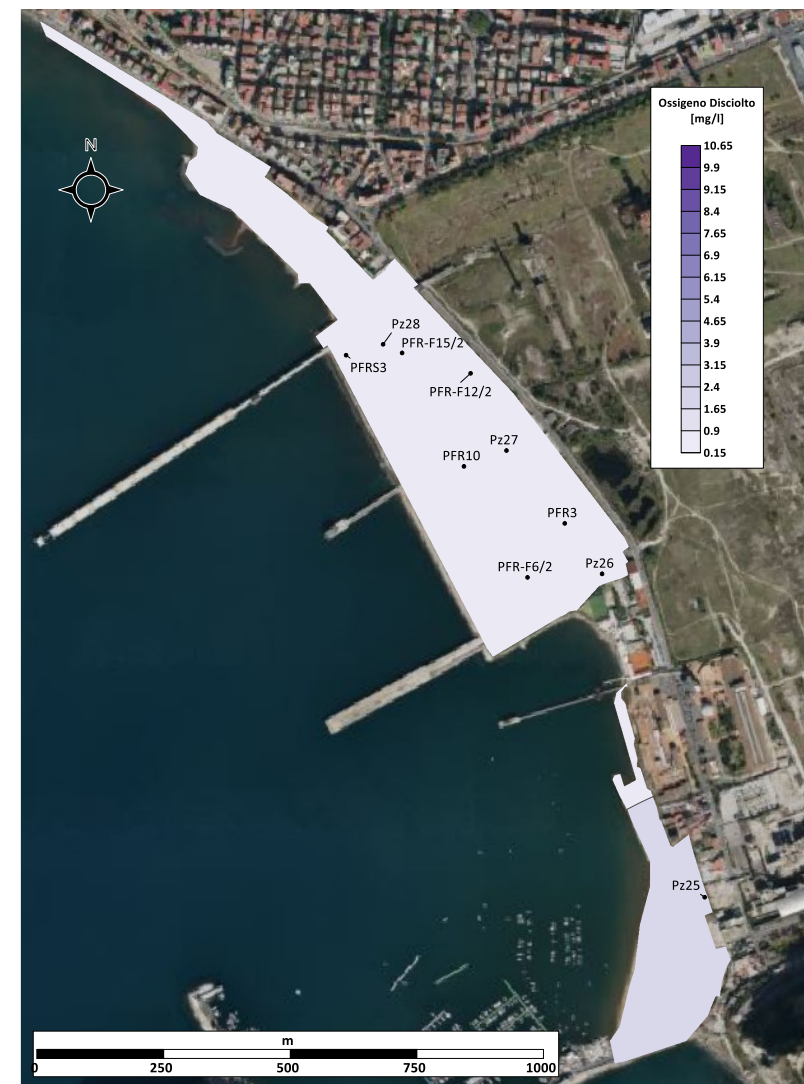 N
Ossigeno Disciolto
[mg/l]
10.65
9.9
9.15
8.4
7.65
6.9
6.15
5.4
4.65
3.9
3.15
2.4
1.65
0.9
0.15
Pz28
PFR-F15/2
PFRS3
PFR-F12/2
Pz27
PFR10
PFR3
PFR-F6/2
Pz26
Pz25
m
0 250 500 750 1000